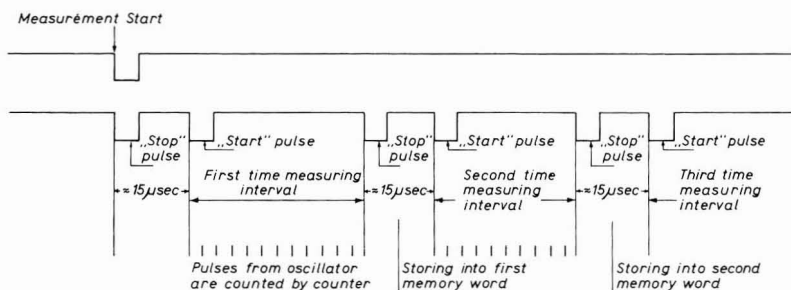 Measurement Start
„Stop" pulse
„Start" pulse
„Stop" pulse
„Start" pulse
„Stop" pulse
„Start" pulse
≈15µsec
First time measuring interval
≈15µsec
Second time measuring interval
≈15µsec
Third time measuring interval
Pulses from oscillator
are counted by counter
Storing into first
memory word
Storing into second
memory word